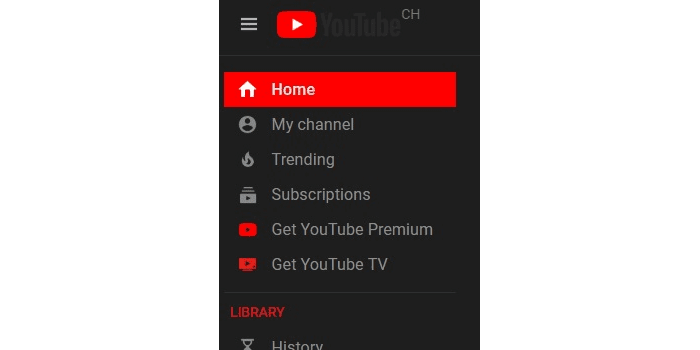 YouTube CH
Home
My channel
Trending
Subscriptions
Get YouTube Premium
Get YouTube TV
LIBRARY
History